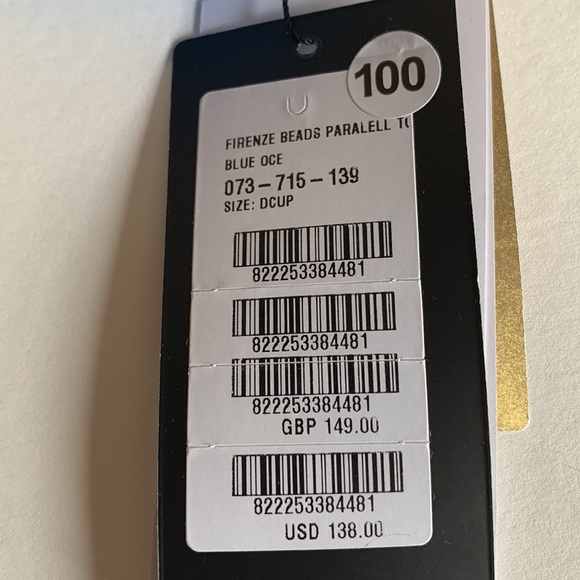 100
FIRENZE BEADS PARALELL
BLUE OCE
073-715-139
SIZE: DCUP
822253384481
822253384481
822253384481
GBP 149.00
822253384481
USD 138.00